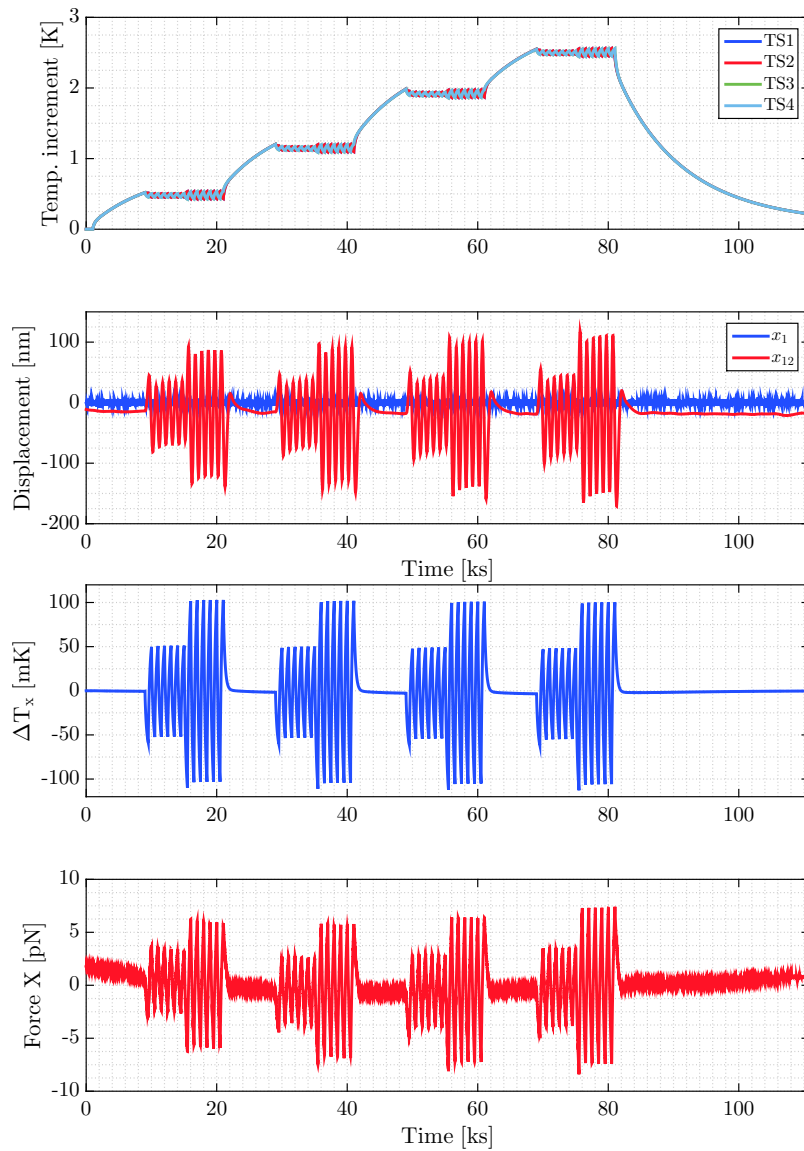 Temp. increment [K]
3
2
1
0
TS1
TS2
TS3
TS4
0 20 40 60 80 100
Displacement [nm]
100
0
-100
-200
x1
x12
0 20 40 60 80 100
Time [ks]
ΔTx [mK]
100
50
0
-50
-100
0 20 40 60 80 100
Force X [pN]
10
5
0
-5
-10
0 20 40 60 80 100
Time [ks]